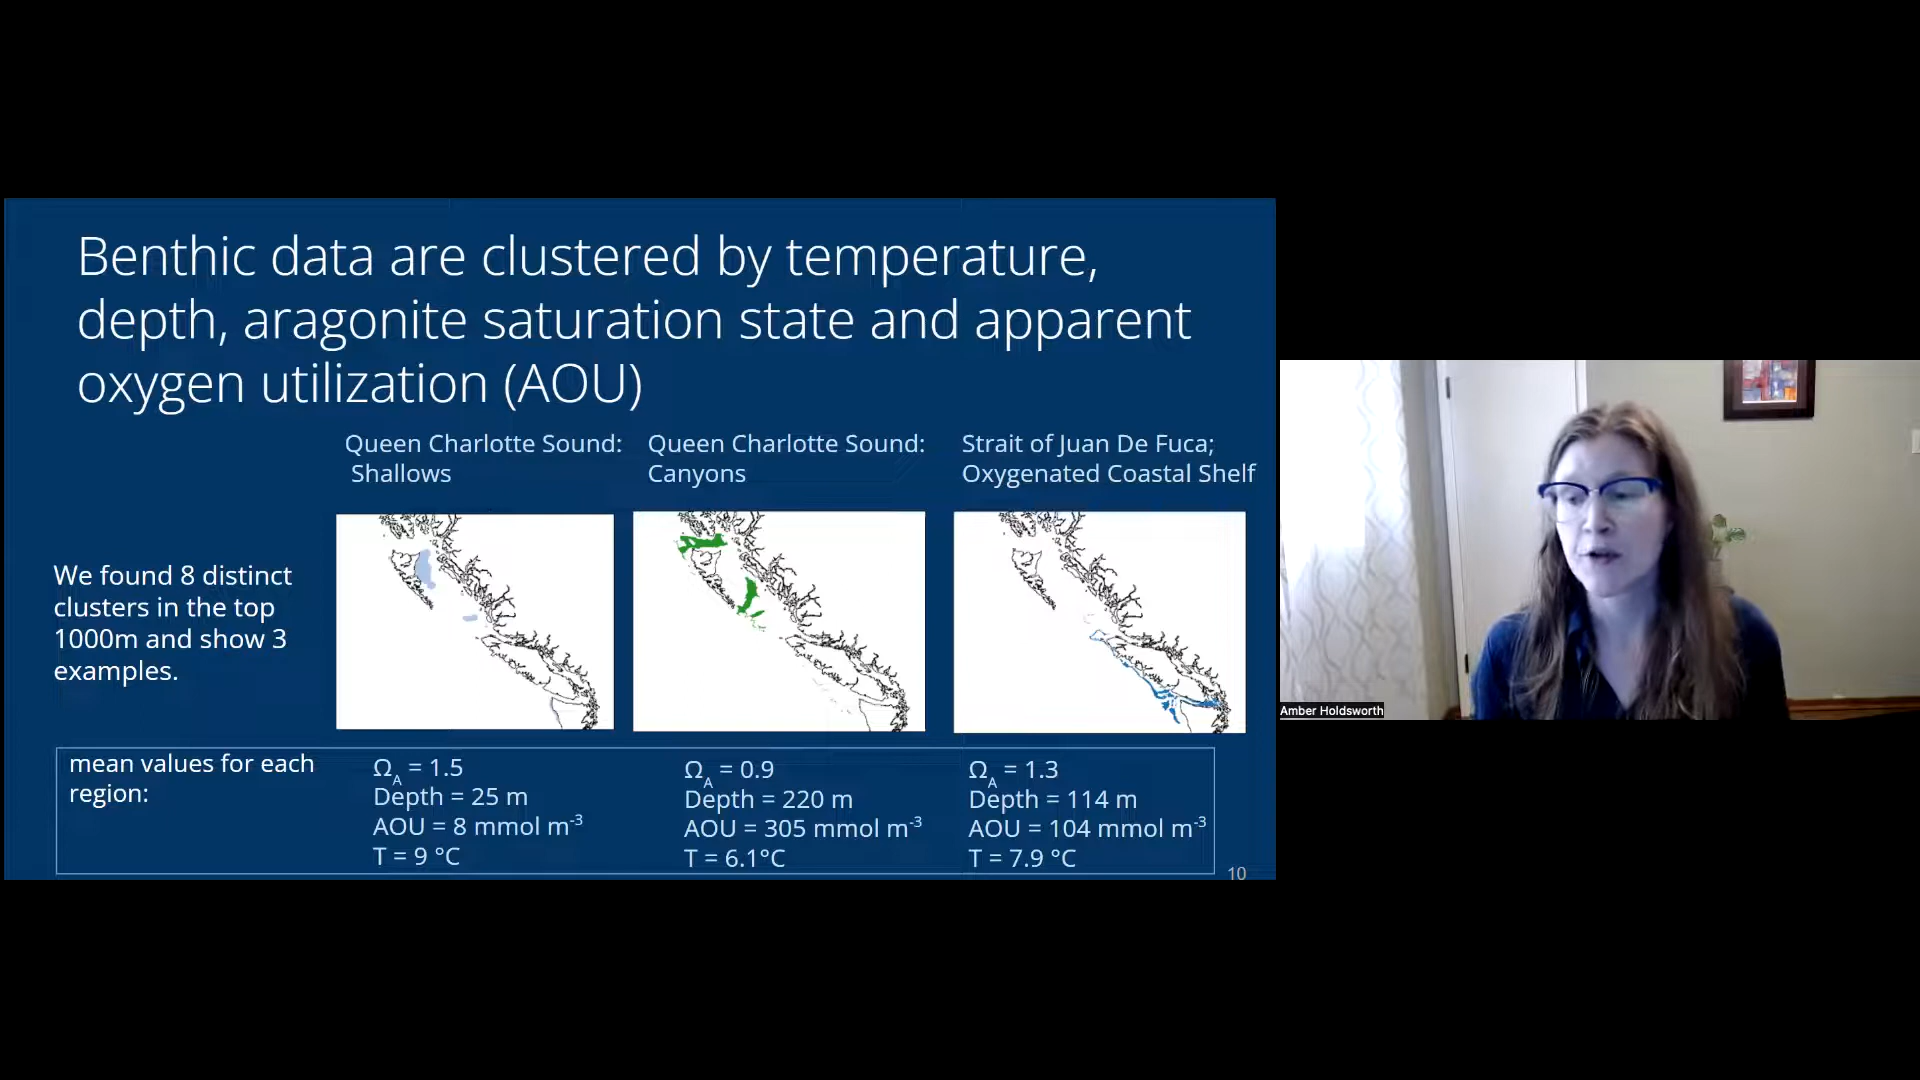 Benthic data are clustered by temperature,
depth, aragonite saturation state and apparent
oxygen utilization (AOU)
Queen Charlotte Sound:
Shallows
Queen Charlotte Sound:
Canyons
Strait of Juan De Fuca;
Oxygenated Coastal Shelf
We found 8 distinct
clusters in the top
1000m and show 3
examples.
mean values for each
region:
Ω_A = 1.5
Depth = 25 m
AOU = 8 mmol m⁻³
T = 9 °C
Ω_A = 0.9
Depth = 220 m
AOU = 305 mmol m⁻³
T = 6.1°C
Ω_A = 1.3
Depth = 114 m
AOU = 104 mmol m⁻³
T = 7.9 °C
10
Amber Holdsworth